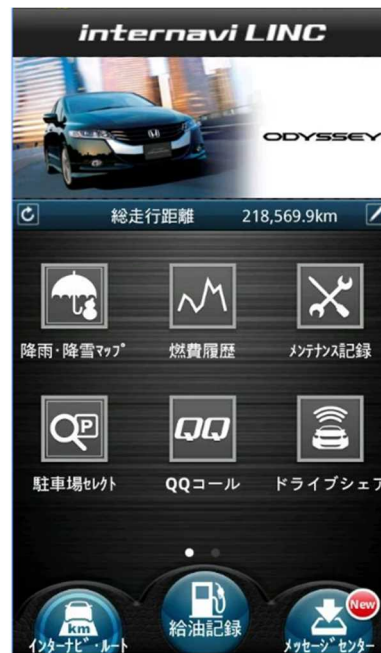 internavi LINC
ODYSSEY
総走行距離 218,569.9km
降雨・降雪ﾏｯﾌﾟ 燃費履歴 ﾒﾝﾃﾅﾝｽ記録
P QQ
駐車場ｾﾚｸﾄ QQコール ドライブシェア
New
km
給油記録
ｲﾝﾀｰﾅﾋﾞ・ﾙｰﾄ ﾒｯｾｰｼﾞｾﾝﾀｰ